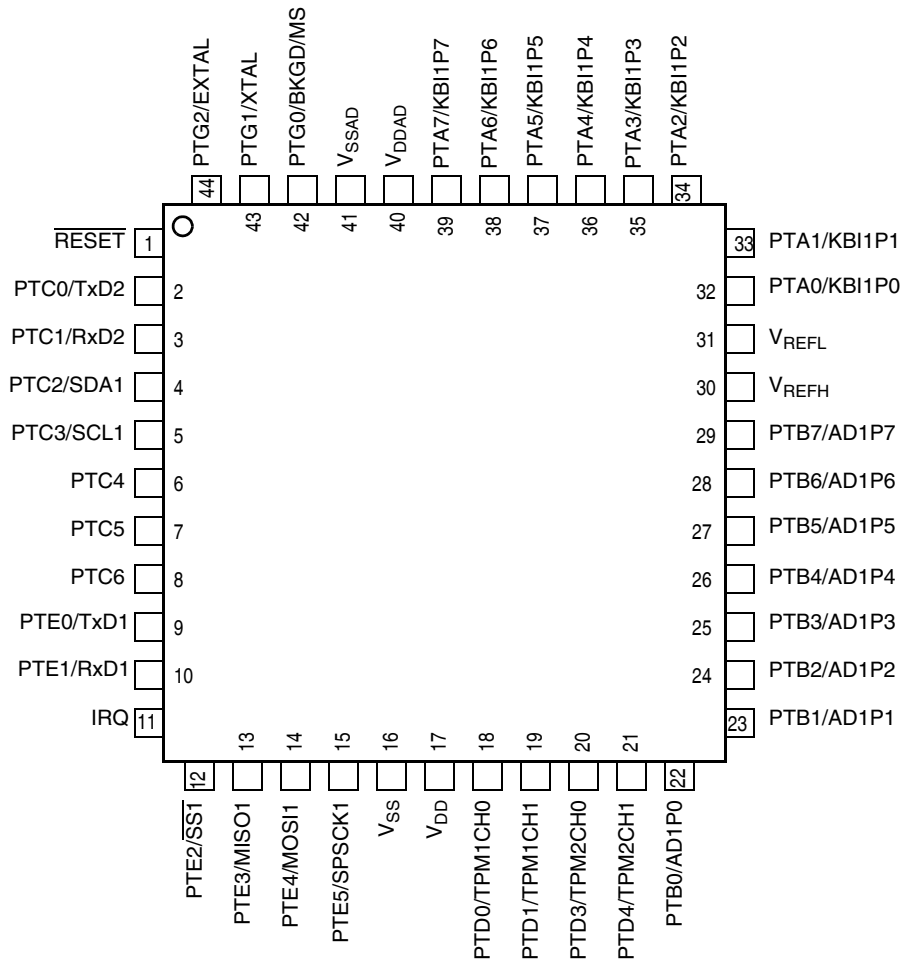 PTG2/EXTAL
PTG1/XTAL
PTG0/BKGD/MS
VSSAD
VDDAD
PTA7/KBI1P7
PTA6/KBI1P6
PTA5/KBI1P5
PTA4/KBI1P4
PTA3/KBI1P3
PTA2/KBI1P2
44
43
42
41
40
39
38
37
36
35
34
RESET 1
PTC0/TxD2 2
PTC1/RxD2 3
PTC2/SDA1 4
PTC3/SCL1 5
PTC4 6
PTC5 7
PTC6 8
PTE0/TxD1 9
PTE1/RxD1 10
IRQ 11
33 PTA1/KBI1P1
32 PTA0/KBI1P0
31 VREFL
30 VREFH
29 PTB7/AD1P7
28 PTB6/AD1P6
27 PTB5/AD1P5
26 PTB4/AD1P4
25 PTB3/AD1P3
24 PTB2/AD1P2
23 PTB1/AD1P1
12
13
14
15
16
17
18
19
20
21
22
PTE2/SS1
PTE3/MISO1
PTE4/MOSI1
PTE5/SPSCK1
VSS
VDD
PTD0/TPM1CH0
PTD1/TPM1CH1
PTD3/TPM2CH0
PTD4/TPM2CH1
PTB0/AD1P0